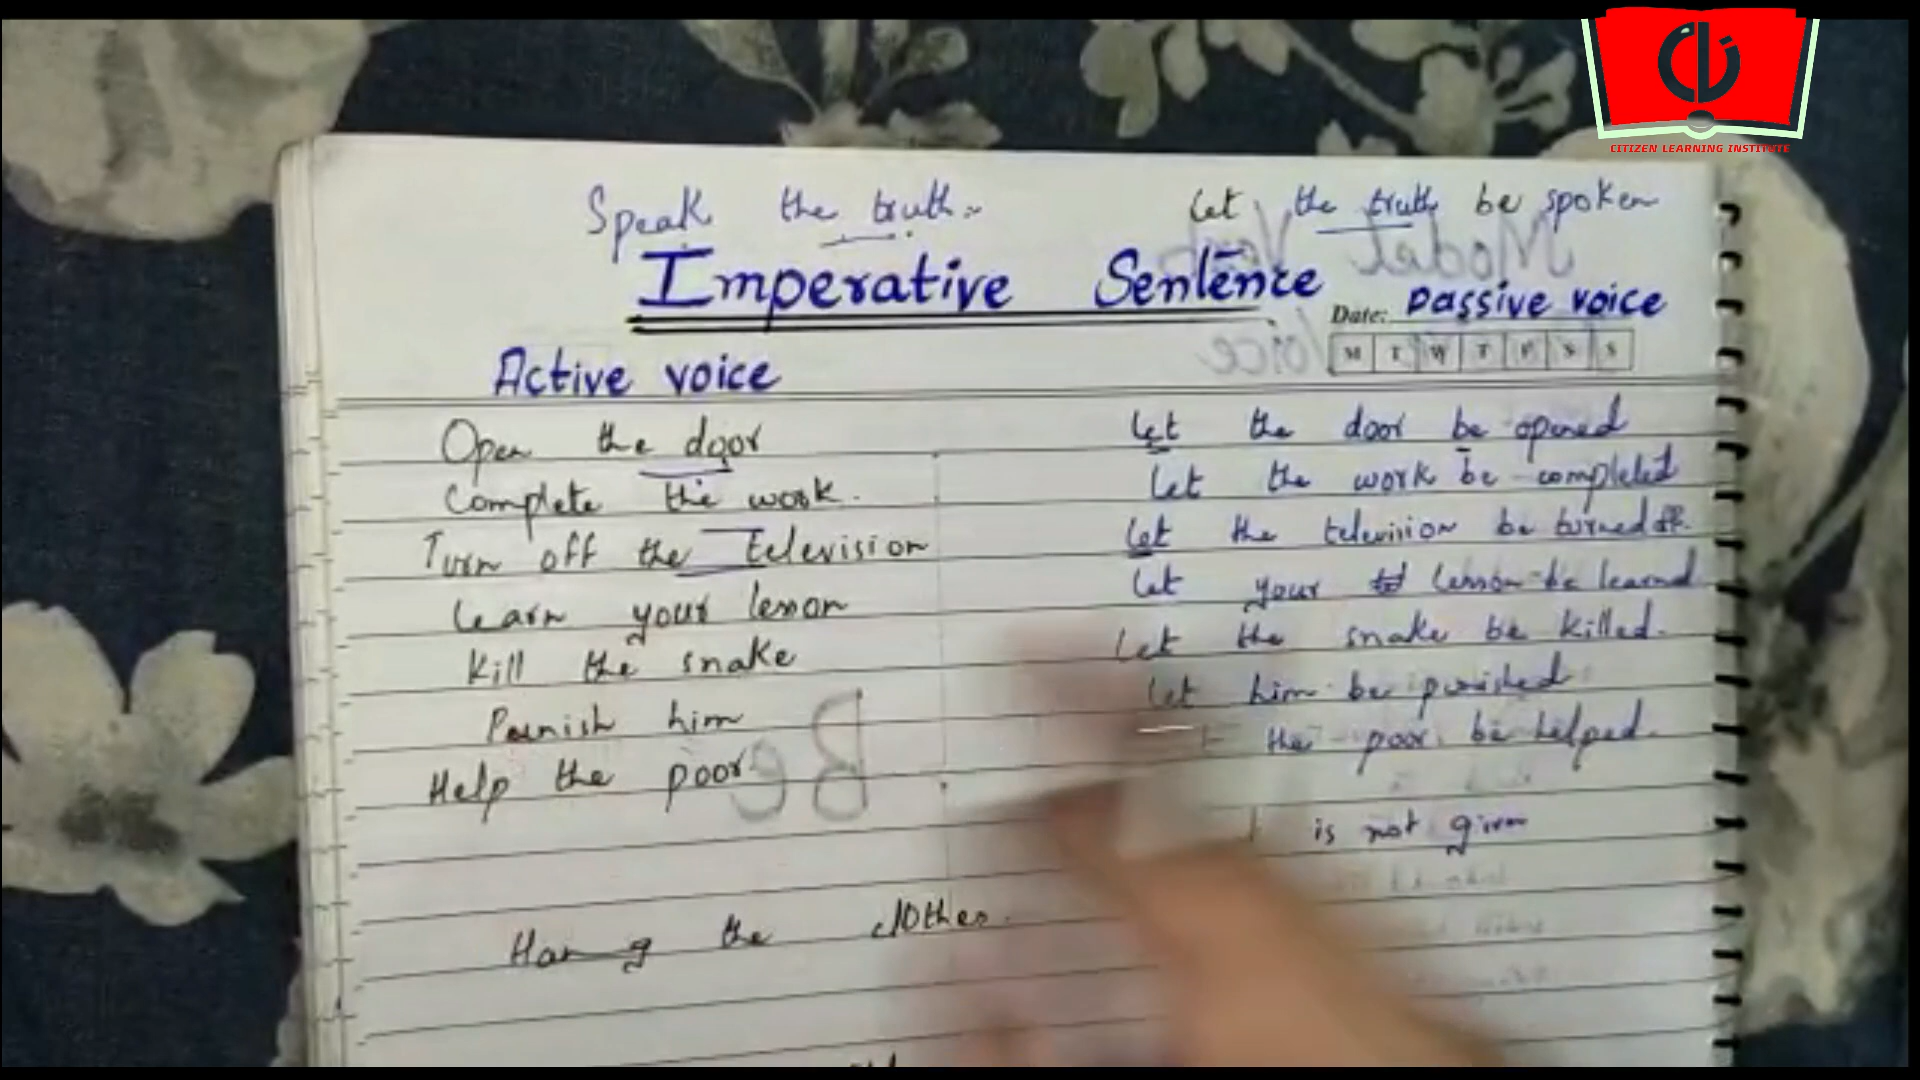 CITIZEN LEARNING INSTITUTE
Speak the truth.
Let the truth be spoken
Imperative Sentence
Date: passive voice
M T W T F S S
Active voice
Open the door
Let the door be opened
Complete the work.
Let the work be completed
Turn off the Television
Let the television be turned off.
Learn your lesson
Let your lesson be learned
Kill the snake
Let the snake be killed.
Punish him
Let him be punished
Help the poor
the poor be helped.
is not given
Hang the clothes.